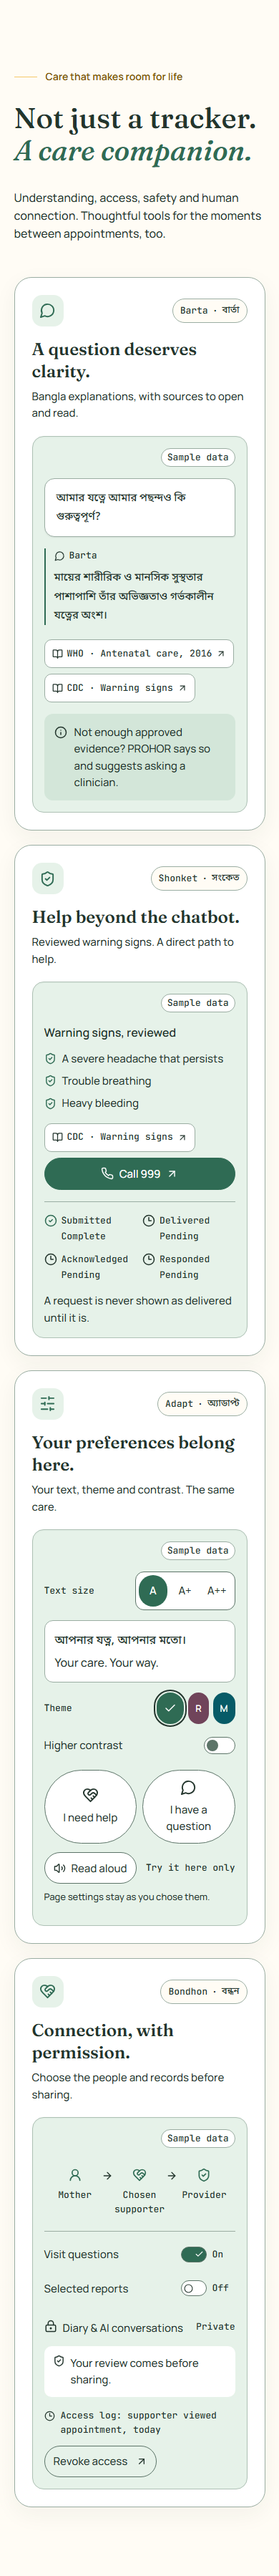 Care that makes room for life
Not just a tracker.
A care companion.
Understanding, access, safety and human
connection. Thoughtful tools for the moments
between appointments, too.
Barta · বার্তা
A question deserves
clarity.
Bangla explanations, with sources to open
and read.
Sample data
আমার যত্নে আমার পছন্দও কি
গুরুত্বপূর্ণ?
Barta
মায়ের শারীরিক ও মানসিক সুস্থতার
পাশাপাশি তাঁর অভিজ্ঞতাও গর্ভকালীন
যত্নের অংশ।
WHO · Antenatal care, 2016 ↗
CDC · Warning signs ↗
Not enough approved
evidence? PROHOR says so
and suggests asking a
clinician.
Shonket · সংকেত
Help beyond the chatbot.
Reviewed warning signs. A direct path to
help.
Sample data
Warning signs, reviewed
A severe headache that persists
Trouble breathing
Heavy bleeding
CDC · Warning signs ↗
Call 999 ↗
Submitted Delivered
Complete Pending
Acknowledged Responded
Pending Pending
A request is never shown as delivered
until it is.
Adapt · অ্যাডাপ্ট
Your preferences belong
here.
Your text, theme and contrast. The same
care.
Sample data
Text size A A+ A++
আপনার যত্ন, আপনার মতো।
Your care. Your way.
Theme R M
Higher contrast
I need help
I have a
question
Read aloud Try it here only
Page settings stay as you chose them.
Bondhon · বন্ধন
Connection, with
permission.
Choose the people and records before
sharing.
Sample data
Mother → Chosen → Provider
supporter
Visit questions On
Selected reports Off
Diary & AI conversations Private
Your review comes before
sharing.
Access log: supporter viewed
appointment, today
Revoke access ↗